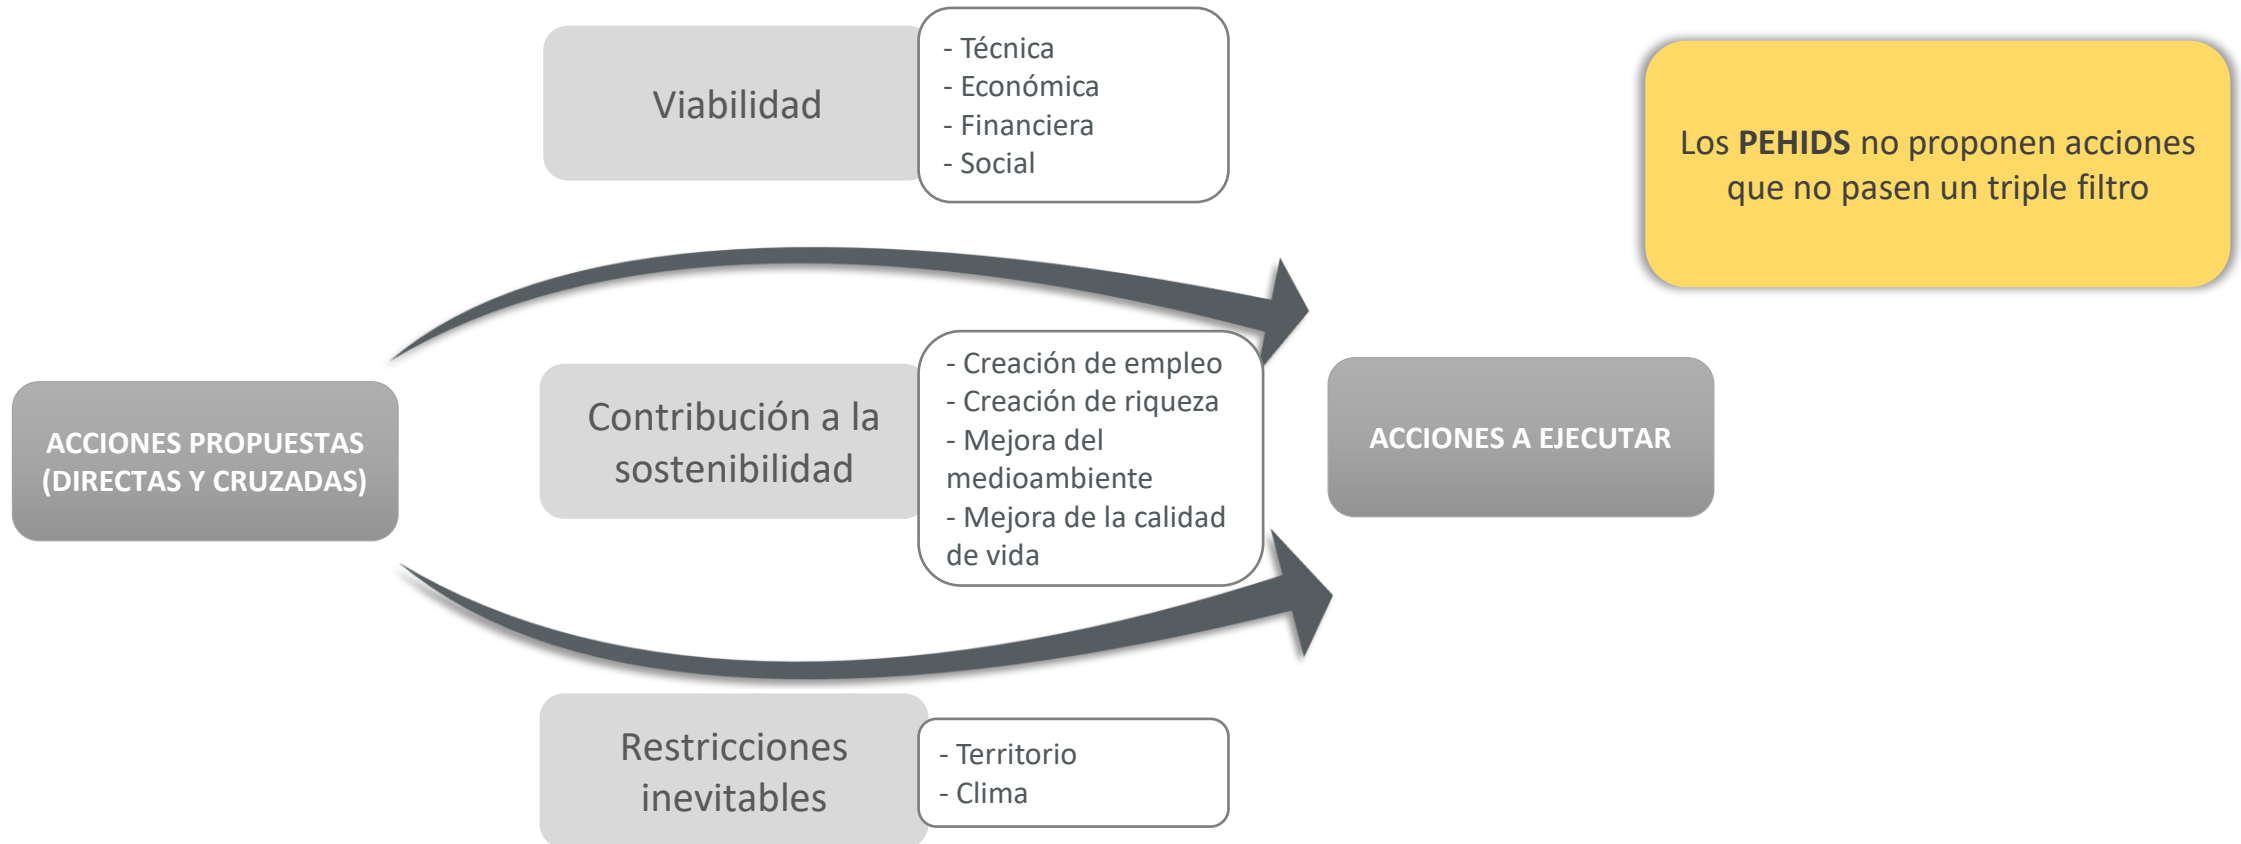 Viabilidad
- Técnica
- Económica
- Financiera
- Social
Los PEHIDS no proponen acciones
que no pasen un triple filtro
ACCIONES PROPUESTAS
(DIRECTAS Y CRUZADAS)
Contribución a la
sostenibilidad
- Creación de empleo
- Creación de riqueza
- Mejora del
medioambiente
- Mejora de la calidad
de vida
ACCIONES A EJECUTAR
Restricciones
inevitables
- Territorio
- Clima